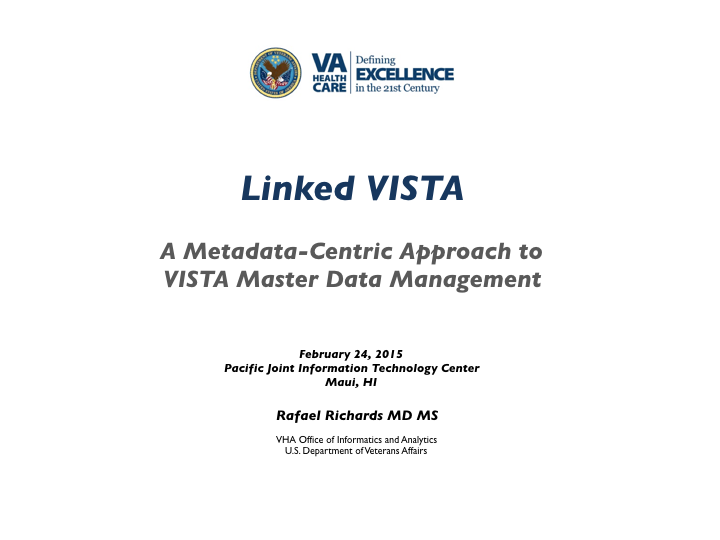 VA
HEALTH
CARE
Defining
EXCELLENCE
in the 21st Century
Linked VISTA
A Metadata-Centric Approach to
VISTA Master Data Management
February 24, 2015
Pacific Joint Information Technology Center
Maui, HI
Rafael Richards MD MS
VHA Office of Informatics and Analytics
U.S. Department of Veterans Affairs